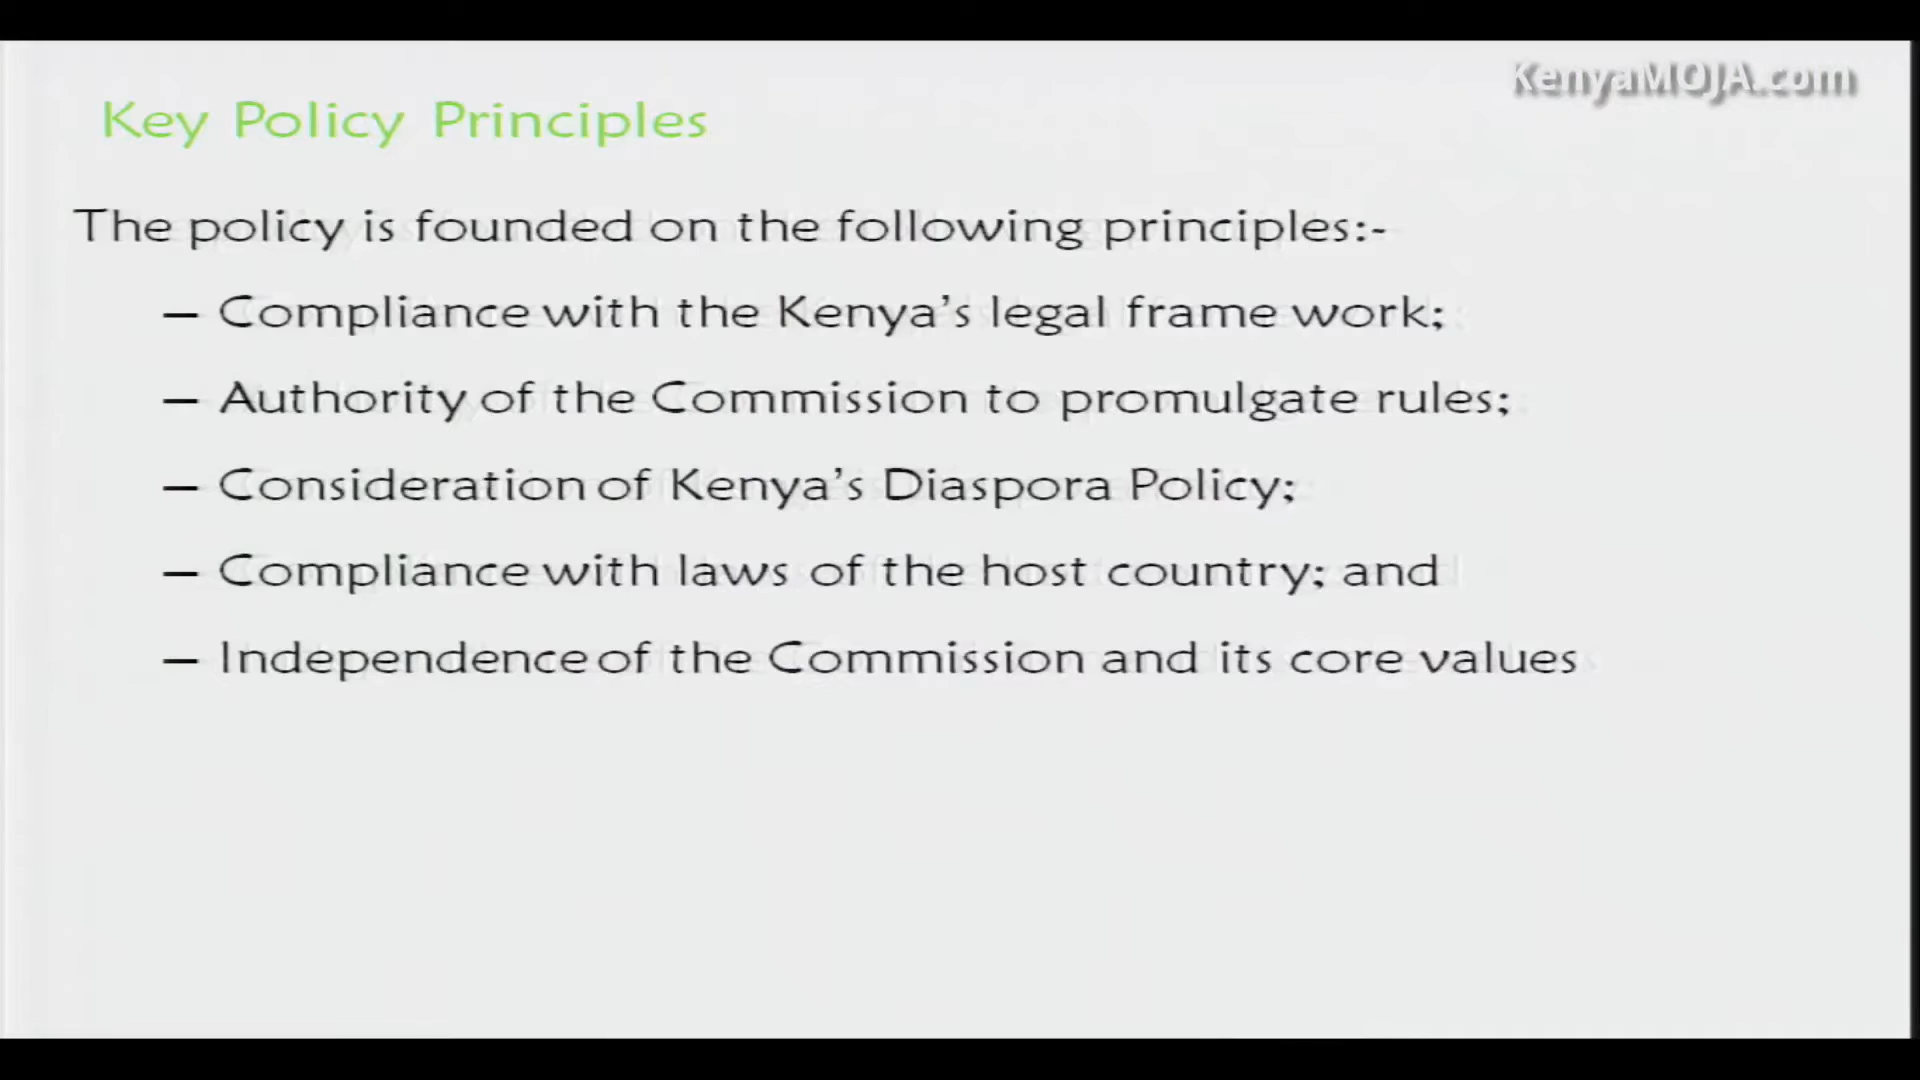 KenyaMOJA.com
Key Policy Principles
The policy is founded on the following principles:-
– Compliance with the Kenya's legal frame work;
– Authority of the Commission to promulgate rules;
– Consideration of Kenya's Diaspora Policy;
– Compliance with laws of the host country; and
– Independence of the Commission and its core values